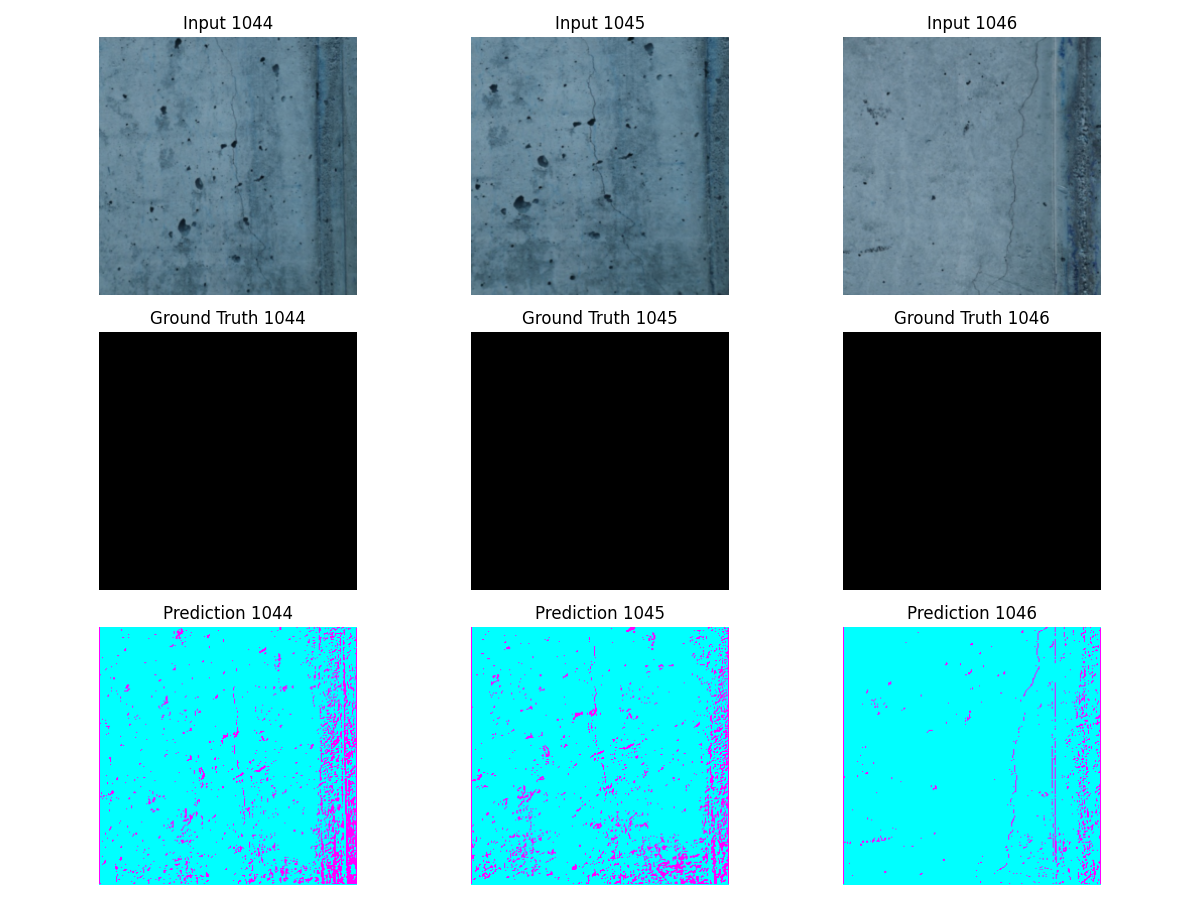 Input 1044
Input 1045
Input 1046
Ground Truth 1044
Ground Truth 1045
Ground Truth 1046
Prediction 1044
Prediction 1045
Prediction 1046